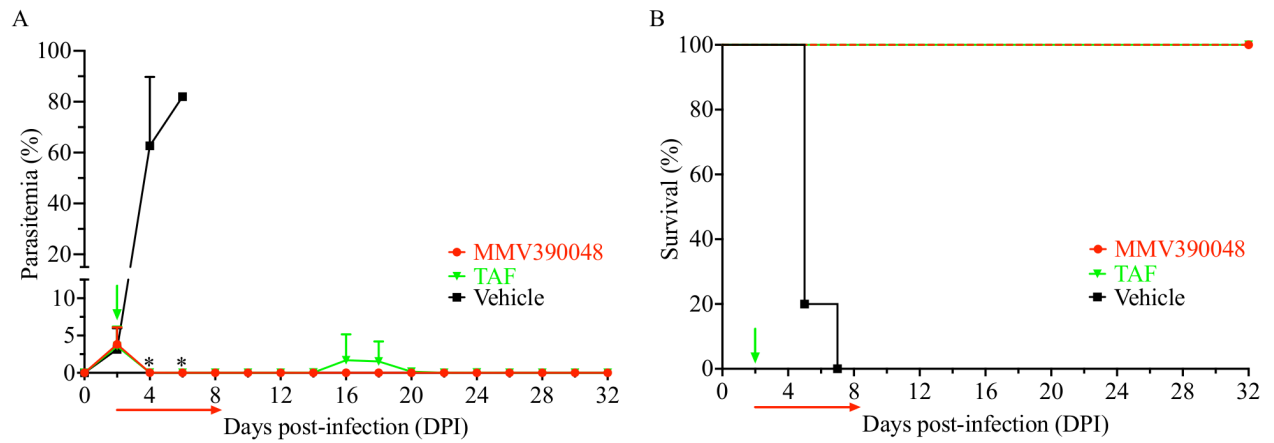 A
Parasitemia (%)
100
80
60
40
20
10
5
0
* *
MMV390048
TAF
Vehicle
0 4 8 12 16 20 24 28 32
Days post-infection (DPI)
B
Survival (%)
100
80
60
40
20
0
MMV390048
TAF
Vehicle
0 4 8 12 16 20 24 28 32
Days post-infection (DPI)